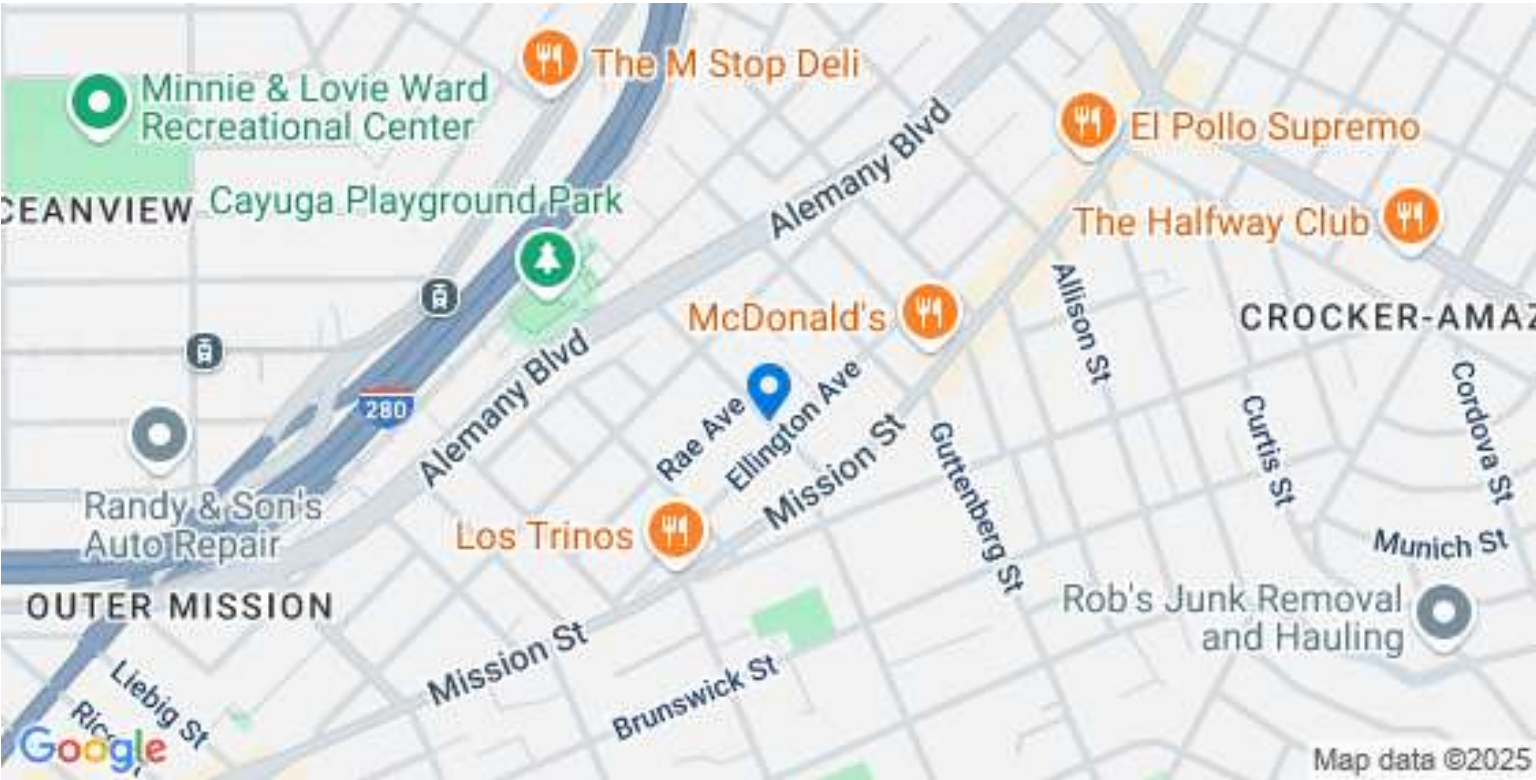 The M Stop Deli
Minnie & Lovie Ward
Recreational Center
Alemany Blvd
El Pollo Supremo
CEANVIEW
Cayuga Playground Park
The Halfway Club
Allison St
McDonald's
CROCKER-AMAZ
Alemany Blvd
280
Rae Ave
Ellington Ave
Cordova St
Curtis St
Mission St
Guttenberg St
Randy & Son's
Auto Repair
Los Trinos
Munich St
OUTER MISSION
Rob's Junk Removal
and Hauling
Mission St
Brunswick St
Liebig St
Ric
Google
Map data ©2025